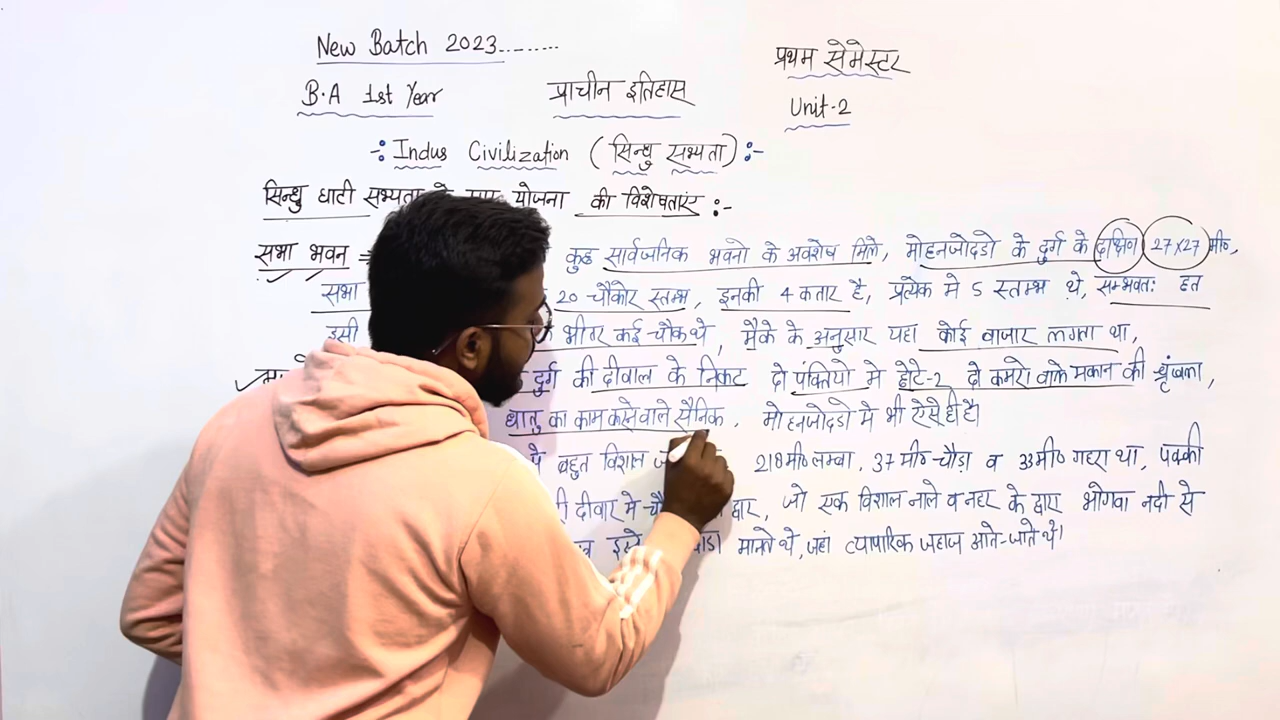 New Batch 2023.........
प्रथम सेमेस्टर
B.A 1st Year
प्राचीन इतिहास
Unit-2
-: Indus Civilization (सिन्धु सभ्यता) :-
सिन्धु घाटी सभ्यता योजना की विशेषताएं :-
सभा भवन = कुछ सार्वजनिक भवनो के अवशेष मिले, मोहनजोदडो के दुर्ग के दक्षिण 27x27 मी०,
सभा 20 चौकोर स्तम्भ, इनकी 4 कतार है, प्रत्येक मे 5 स्तम्भ थे, सम्भवतः हत
इसी के भीतर कई चौक थे, मैके के अनुसार यहा कोई बाजार लगता था,
दुर्ग की दीवाल के निकट दो पंक्तियो मे छोटे-2 दो कमरो वाले मकान की श्रृंखला,
धातु का काम करने वाले सैनिक, मोहनजोदडो मे भी ऐसे ही है।
पे बहुत विशाल 218 मी० लम्बा, 37 मी० चौड़ा व 33 मी० गहरा था, पक्की
दीवार मे द्वार, जो एक विशाल नाले व नहर के द्वारा भोगवा नदी से
इसे मानते थे, जहां व्यापारिक जहाज आते-जाते थे।